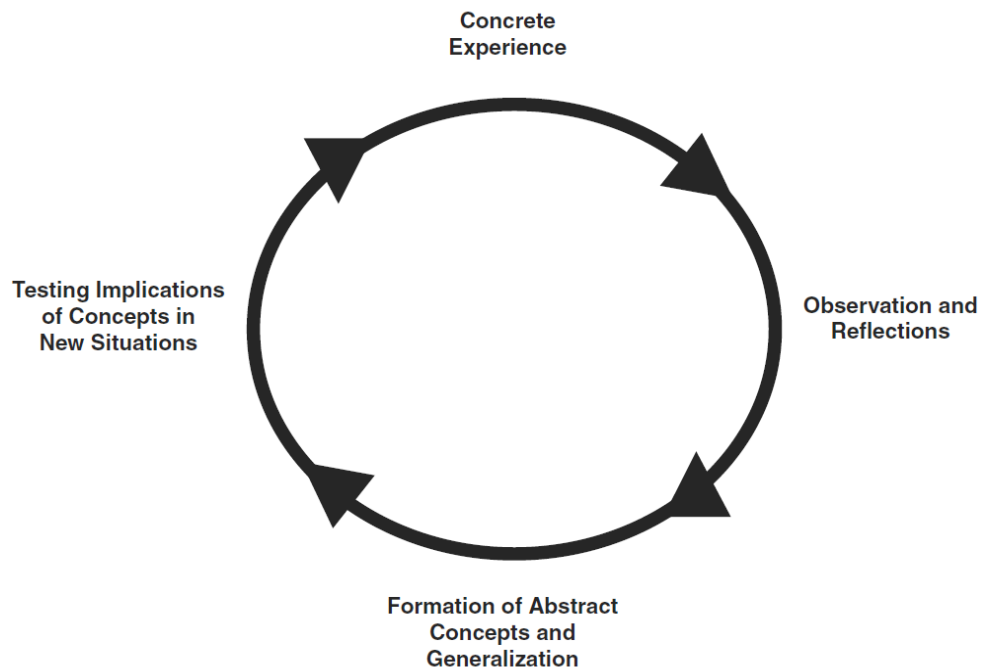 Concrete
Experience
Testing Implications
of Concepts in
New Situations
Observation and
Reflections
Formation of Abstract
Concepts and
Generalization